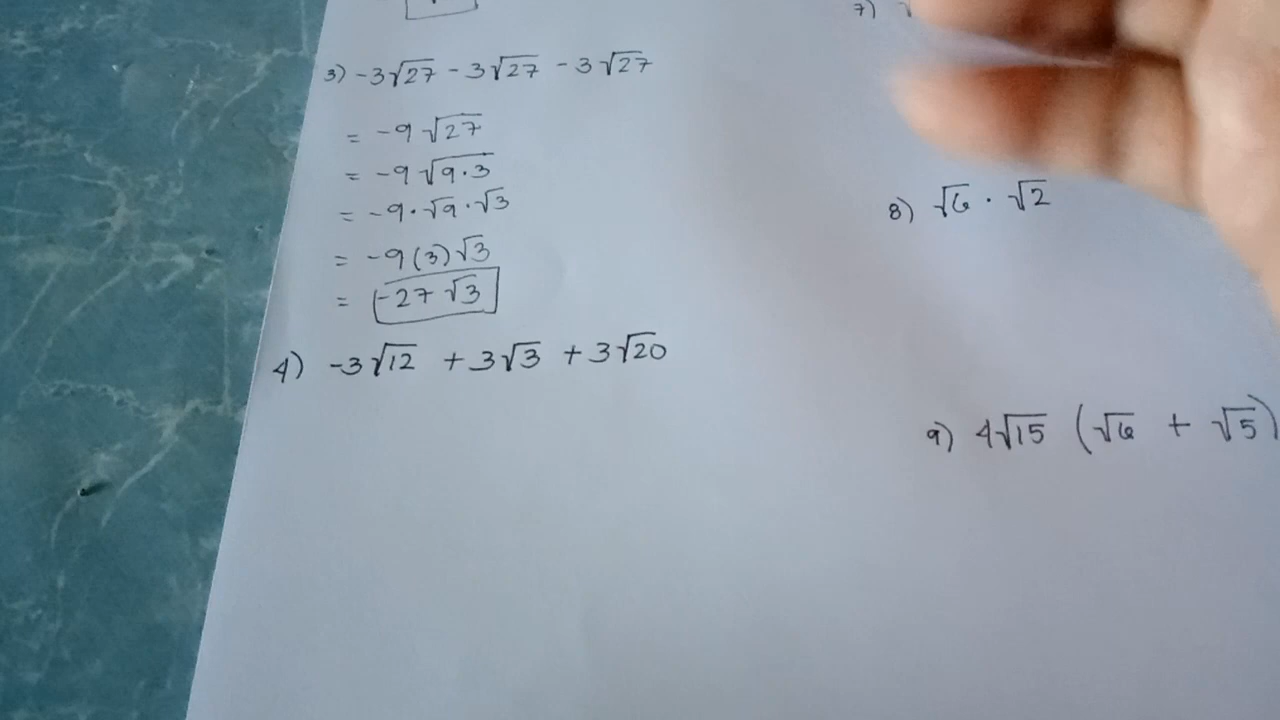 3) -3√27 - 3√27 - 3√27
= -9√27
= -9√9·3
= -9·√9·√3
= -9(3)√3
= -27√3
4) -3√12 + 3√3 + 3√20
7)
8) √6 · √2
9) 4√15 (√6 + √5)